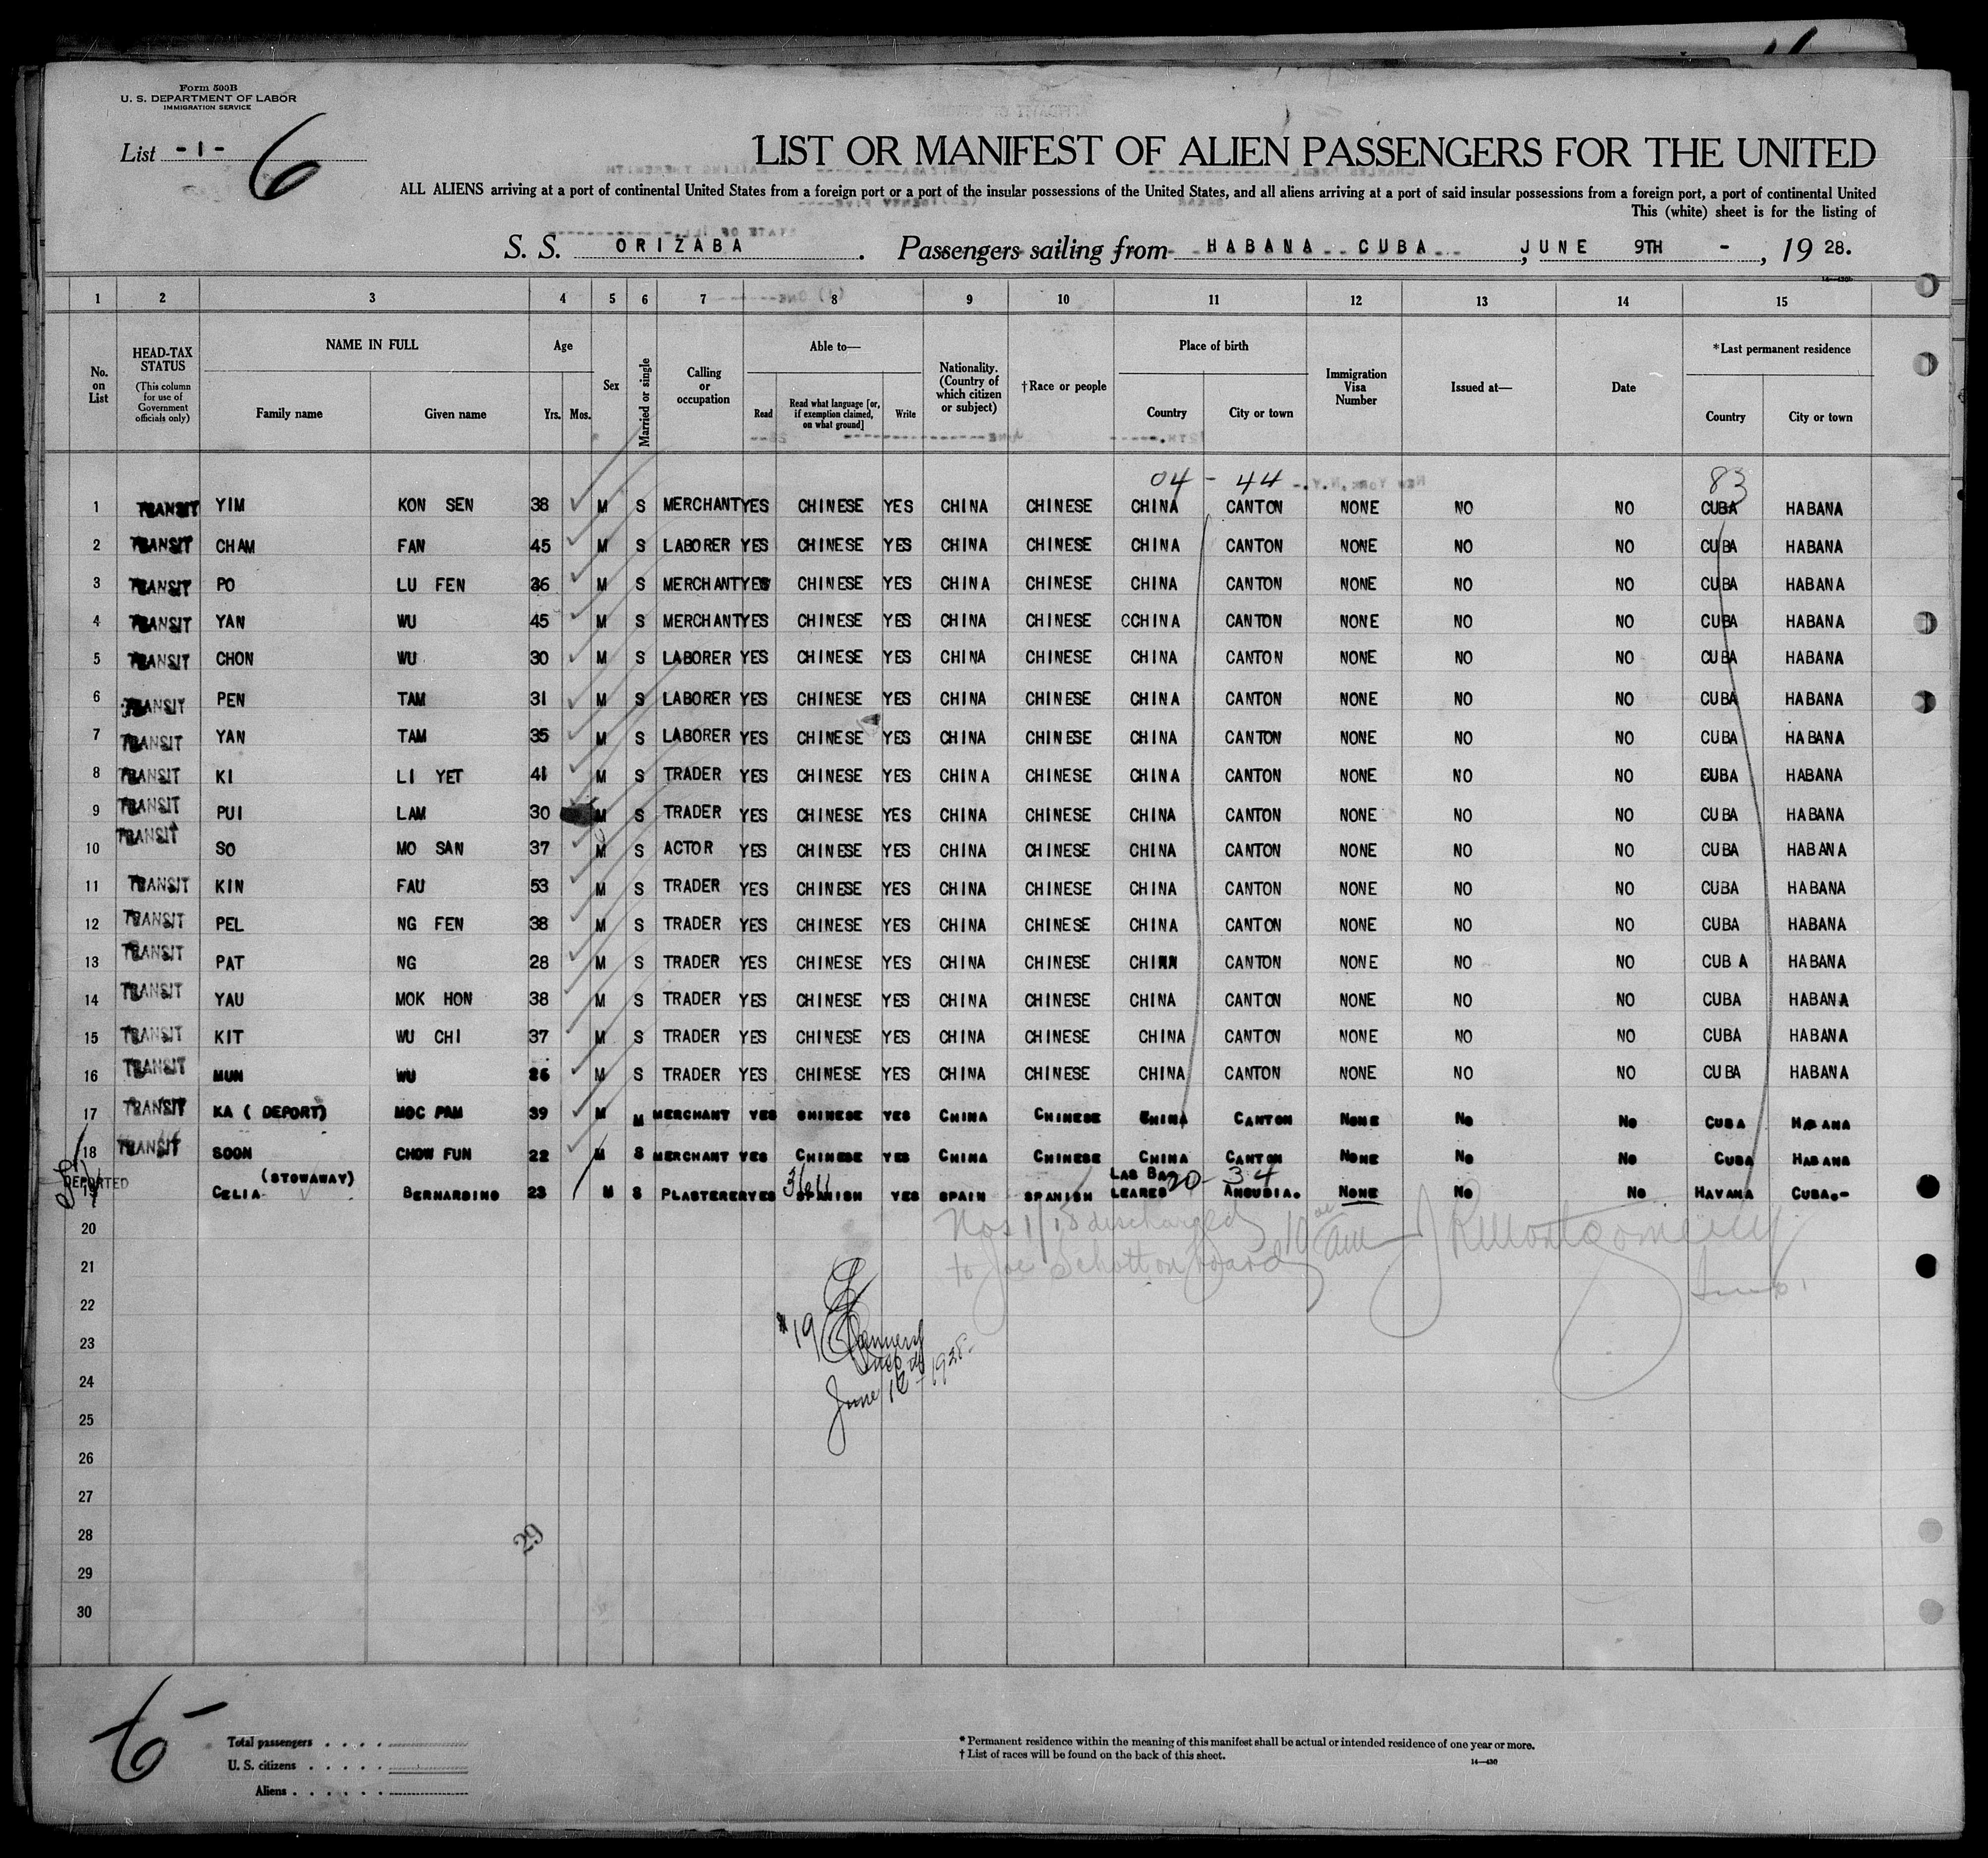 Form 500B
U. S. DEPARTMENT OF LABOR
IMMIGRATION SERVICE
List -1- 6
LIST OR MANIFEST OF ALIEN PASSENGERS FOR THE UNITED
ALL ALIENS arriving at a port of continental United States from a foreign port or a port of the insular possessions of the United States, and all aliens arriving at a port of said insular possessions from a foreign port, a port of continental United
This (white) sheet is for the listing of
S. S. ORIZABA. Passengers sailing from HABANA CUBA, JUNE 9TH -, 19 28.
1 2 3 4 5 6 7 8 9 10 11 12 13 14 15
No. on List
HEAD-TAX STATUS (This column for use of Government officials only)
NAME IN FULL Family name Given name
Age Yrs. Mos.
Sex
Married or single
Calling or occupation
Able to— Read Read what language [or, if exemption claimed, on what ground] Write
Nationality. (Country of which citizen or subject)
†Race or people
Place of birth Country City or town
Immigration Visa Number
Issued at—
Date
*Last permanent residence Country City or town
04 - 44 83
1 TRANSIT YIM KON SEN 38 M S MERCHANT YES CHINESE YES CHINA CHINESE CHINA CANTON NONE NO NO CUBA HABANA
2 TRANSIT CHAM FAN 45 M S LABORER YES CHINESE YES CHINA CHINESE CHINA CANTON NONE NO NO CUBA HABANA
3 TRANSIT PO LU FEN 36 M S MERCHANT YES CHINESE YES CHINA CHINESE CHINA CANTON NONE NO NO CUBA HABANA
4 TRANSIT YAN WU 45 M S MERCHANT YES CHINESE YES CHINA CHINESE CCHINA CANTON NONE NO NO CUBA HABANA
5 TRANSIT CHON WU 30 M S LABORER YES CHINESE YES CHINA CHINESE CHINA CANTON NONE NO NO CUBA HABANA
6 TRANSIT PEN TAM 31 M S LABORER YES CHINESE YES CHINA CHINESE CHINA CANTON NONE NO NO CUBA HABANA
7 TRANSIT YAN TAM 35 M S LABORER YES CHINESE YES CHINA CHINESE CHINA CANTON NONE NO NO CUBA HABANA
8 TRANSIT KI LI YET 41 M S TRADER YES CHINESE YES CHINA CHINESE CHINA CANTON NONE NO NO CUBA HABANA
9 TRANSIT PUI LAM 30 M S TRADER YES CHINESE YES CHINA CHINESE CHINA CANTON NONE NO NO CUBA HABANA
10 TRANSIT SO MO SAN 37 M S ACTOR YES CHINESE YES CHINA CHINESE CHINA CANTON NONE NO NO CUBA HABANA
11 TRANSIT KIN FAU 53 M S TRADER YES CHINESE YES CHINA CHINESE CHINA CANTON NONE NO NO CUBA HABANA
12 TRANSIT PEL NG FEN 38 M S TRADER YES CHINESE YES CHINA CHINESE CHINA CANTON NONE NO NO CUBA HABANA
13 TRANSIT PAT NG 28 M S TRADER YES CHINESE YES CHINA CHINESE CHINA CANTON NONE NO NO CUBA HABANA
14 TRANSIT YAU MOK HON 38 M S TRADER YES CHINESE YES CHINA CHINESE CHINA CANTON NONE NO NO CUBA HABANA
15 TRANSIT KIT WU CHI 37 M S TRADER YES CHINESE YES CHINA CHINESE CHINA CANTON NONE NO NO CUBA HABANA
16 TRANSIT MUN WU M S TRADER YES CHINESE YES CHINA CHINESE CHINA CANTON NONE NO NO CUBA HABANA
17 TRANSIT KA ( DEPORT) MOC PAM 39 M M MERCHANT YES CHINESE YES CHINA CHINESE CHINA CANTON NONE NO NO CUBA HABANA
18 TRANSIT SOON CHOW FUN 22 M S MERCHANT YES CHINESE YES CHINA CHINESE CHINA CANTON NONE NO NO CUBA HABANA
19 DEPORTED CELIA (STOWAWAY) BERNARDINO 23 M S PLASTERER YES SPANISH YES SPAIN SPANISH LAS BALEARES 20 - 34 ANDUDIA. NONE NO NO HAVANA CUBA.-
20 Nos 1/18 discharged 10 am J R Montgomery
21 to Joe Schott on board Insp.
22
23 #19
24 Insp
25 June 12 1928
26
27
28 29
29
30
6
Total passengers . . . .
U. S. citizens . . . . .
Aliens . . . . . .
* Permanent residence within the meaning of this manifest shall be actual or intended residence of one year or more.
† List of races will be found on the back of this sheet.
14—430